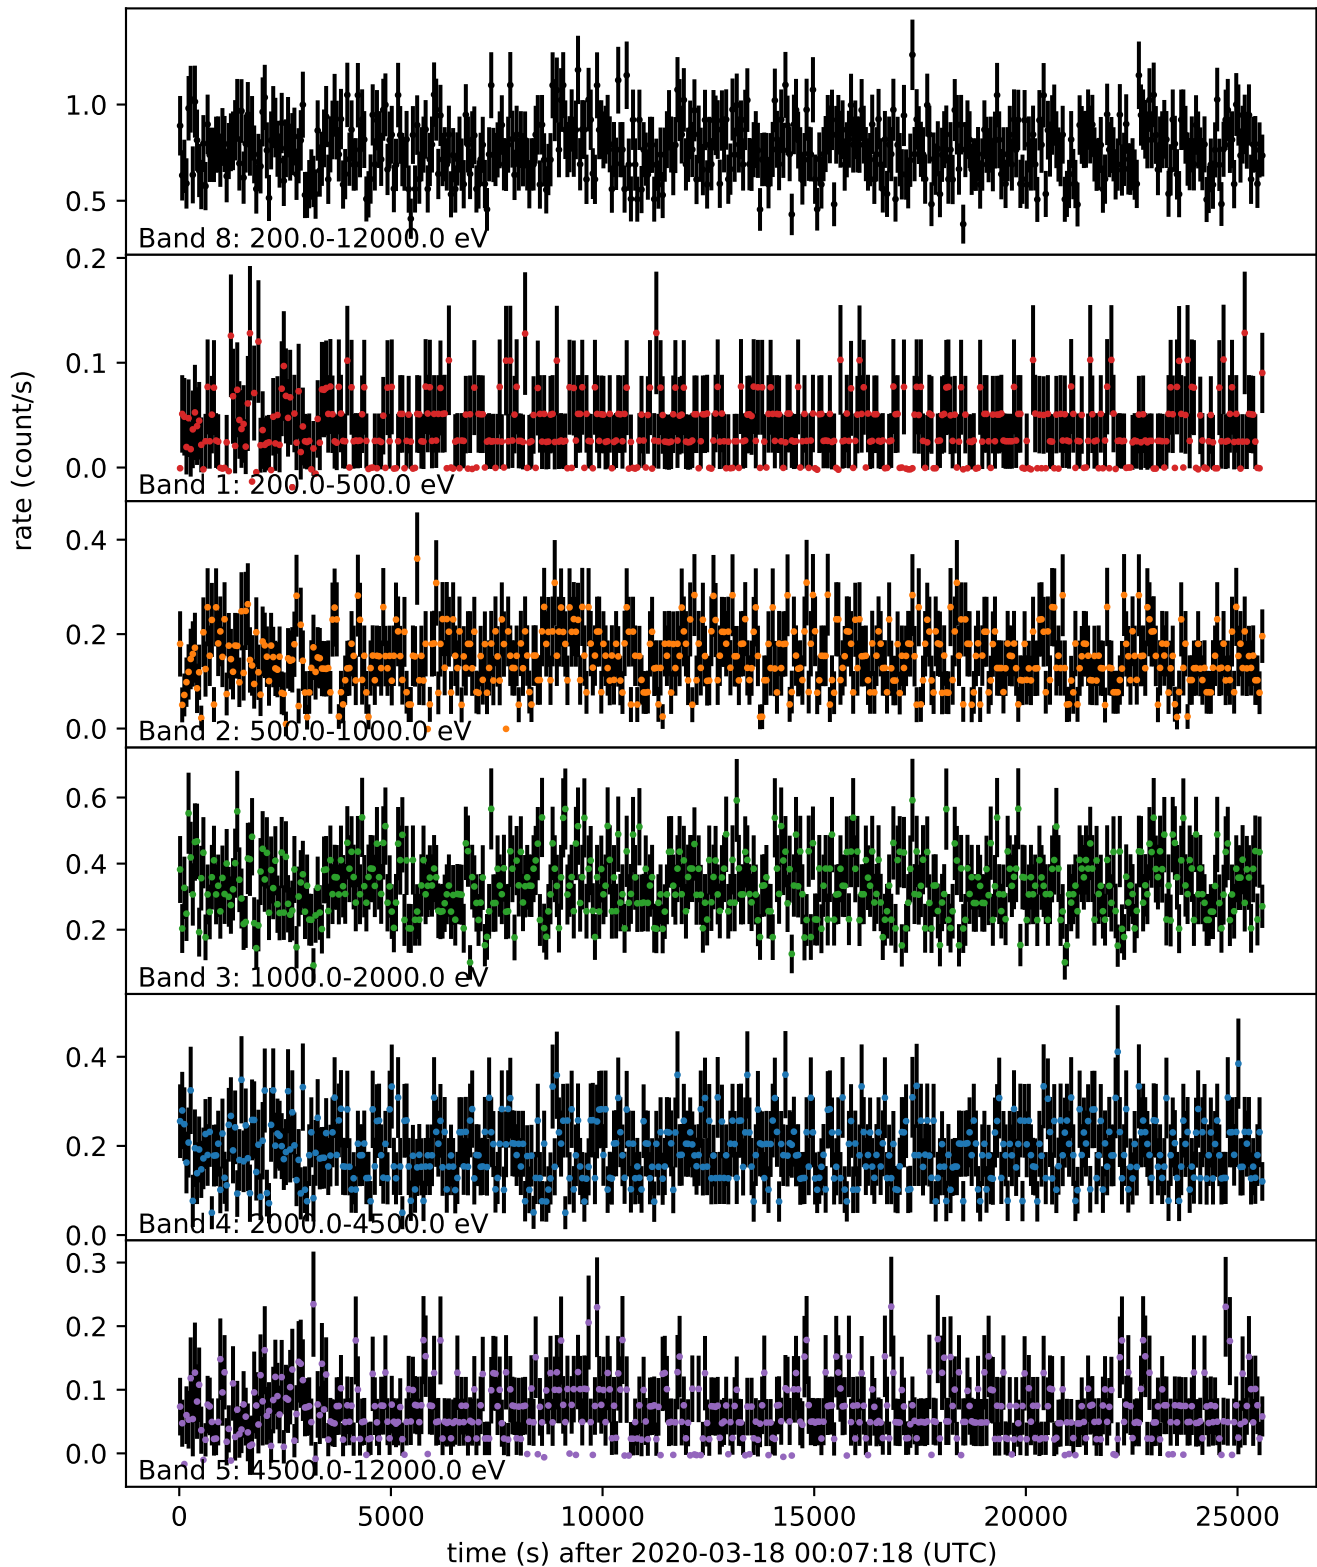 1.0
0.5
Band 8: 200.0-12000.0 eV
0.2
0.1
0.0
Band 1: 200.0-500.0 eV
rate (count/s)
0.4
0.2
0.0
Band 2: 500.0-1000.0 eV
0.6
0.4
0.2
Band 3: 1000.0-2000.0 eV
0.4
0.2
0.0
Band 4: 2000.0-4500.0 eV
0.3
0.2
0.1
0.0
Band 5: 4500.0-12000.0 eV
0 5000 10000 15000 20000 25000
time (s) after 2020-03-18 00:07:18 (UTC)